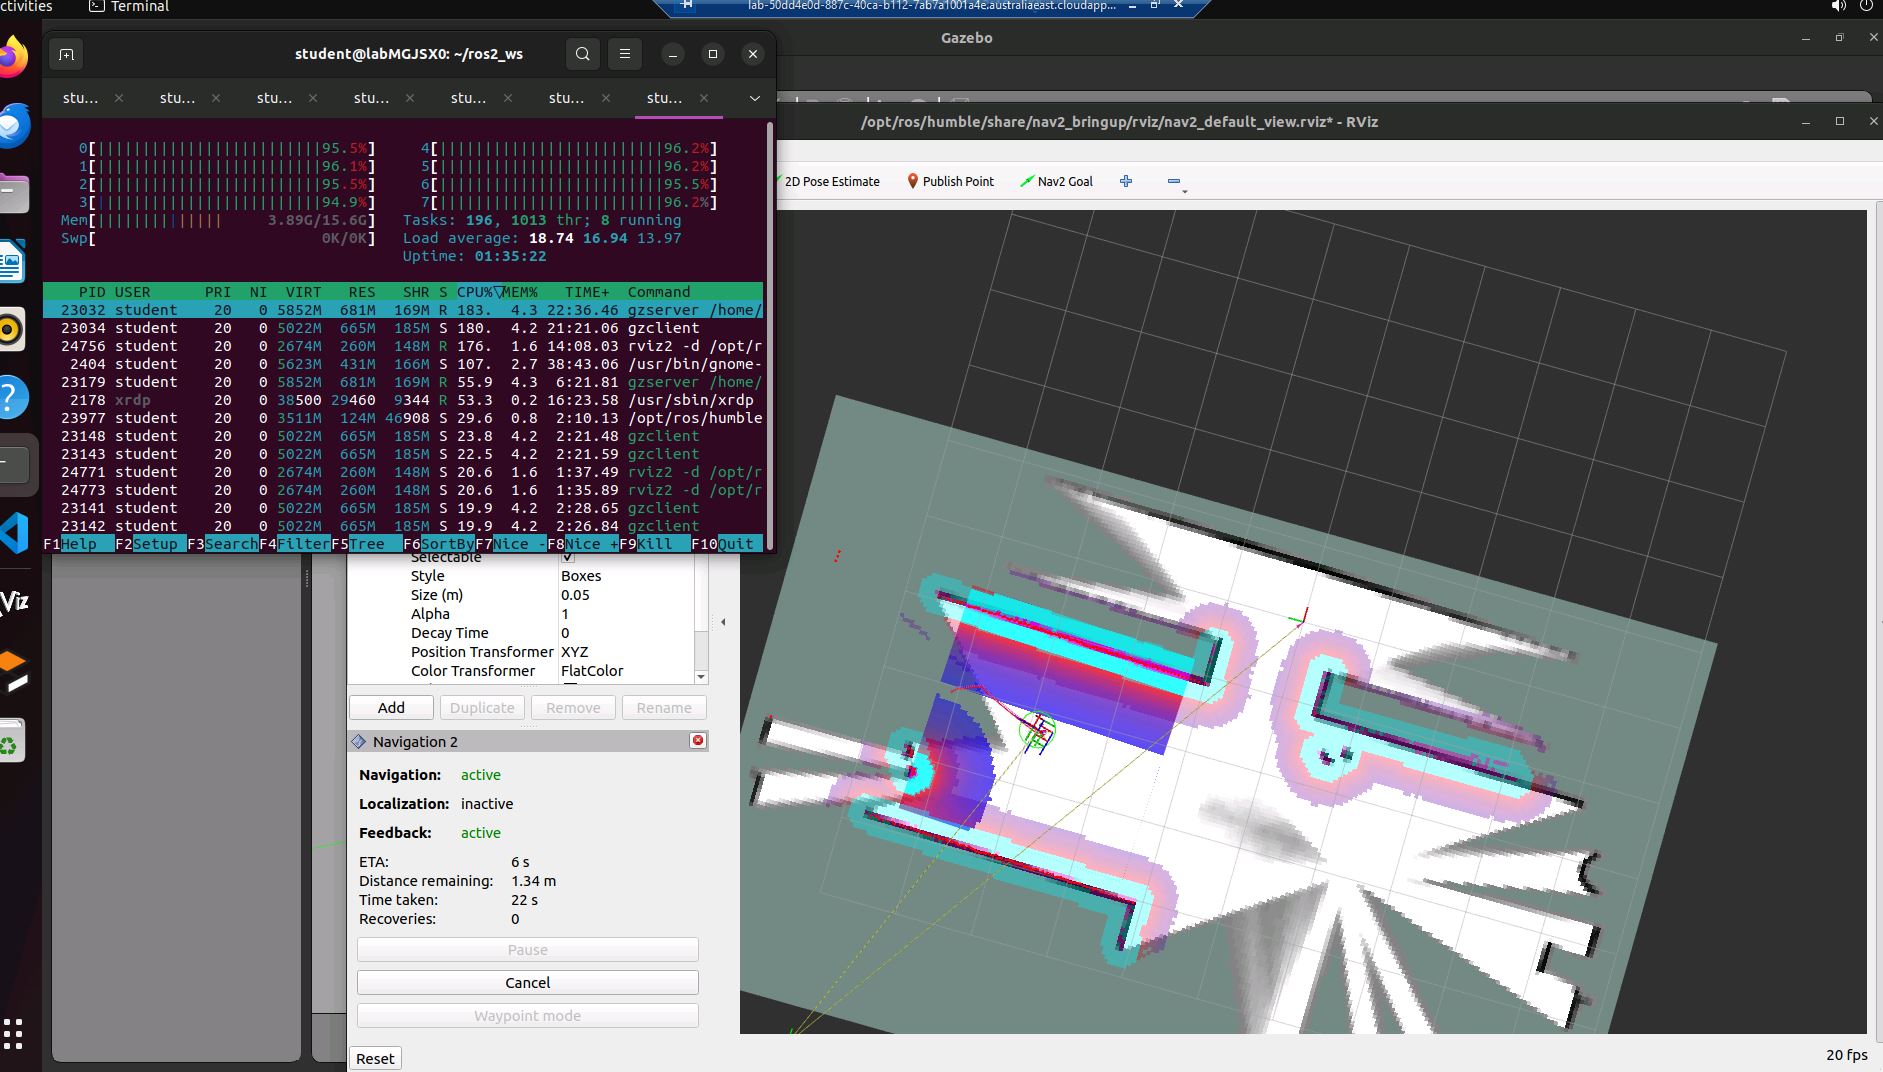 ctivities
Terminal
lab-50dd4e0d-887c-40ca-b112-7ab7a1001a4e.australiaeast.cloudapp...
Gazebo
student@labMGJSX0: ~/ros2_ws
stu...
stu...
stu...
stu...
stu...
stu...
stu...
/opt/ros/humble/share/nav2_bringup/rviz/nav2_default_view.rviz* - RViz
2D Pose Estimate
Publish Point
Nav2 Goal
0[95.5%] 4[96.2%]
1[96.1%] 5[96.2%]
2[95.5%] 6[95.5%]
3[94.9%] 7[96.2%]
Mem[3.89G/15.6G] Tasks: 196, 1013 thr; 8 running
Swp[0K/0K] Load average: 18.74 16.94 13.97
Uptime: 01:35:22
PID USER PRI NI VIRT RES SHR S CPU%▽MEM% TIME+ Command
23032 student 20 0 5852M 681M 169M R 183. 4.3 22:36.46 gzserver /home/
23034 student 20 0 5022M 665M 185M S 180. 4.2 21:21.06 gzclient
24756 student 20 0 2674M 260M 148M R 176. 1.6 14:08.03 rviz2 -d /opt/r
2404 student 20 0 5623M 431M 166M S 107. 2.7 38:43.06 /usr/bin/gnome-
23179 student 20 0 5852M 681M 169M R 55.9 4.3 6:21.81 gzserver /home/
2178 xrdp 20 0 38500 29460 9344 R 53.3 0.2 16:23.58 /usr/sbin/xrdp
23977 student 20 0 3511M 124M 46908 S 29.6 0.8 2:10.13 /opt/ros/humble
23148 student 20 0 5022M 665M 185M S 23.8 4.2 2:21.48 gzclient
23143 student 20 0 5022M 665M 185M S 22.5 4.2 2:21.59 gzclient
24771 student 20 0 2674M 260M 148M S 20.6 1.6 1:37.49 rviz2 -d /opt/r
24773 student 20 0 2674M 260M 148M S 20.6 1.6 1:35.89 rviz2 -d /opt/r
23141 student 20 0 5022M 665M 185M S 19.9 4.2 2:28.65 gzclient
23142 student 20 0 5022M 665M 185M S 19.9 4.2 2:26.84 gzclient
F1Help F2Setup F3SearchF4FilterF5Tree F6SortByF7Nice -F8Nice +F9Kill F10Quit
Selectable
Style Boxes
Size (m) 0.05
Alpha 1
Decay Time 0
Position Transformer XYZ
Color Transformer FlatColor
Add
Duplicate
Remove
Rename
Navigation 2
Navigation: active
Localization: inactive
Feedback: active
ETA: 6 s
Distance remaining: 1.34 m
Time taken: 22 s
Recoveries: 0
Pause
Cancel
Waypoint mode
Reset
20 fps